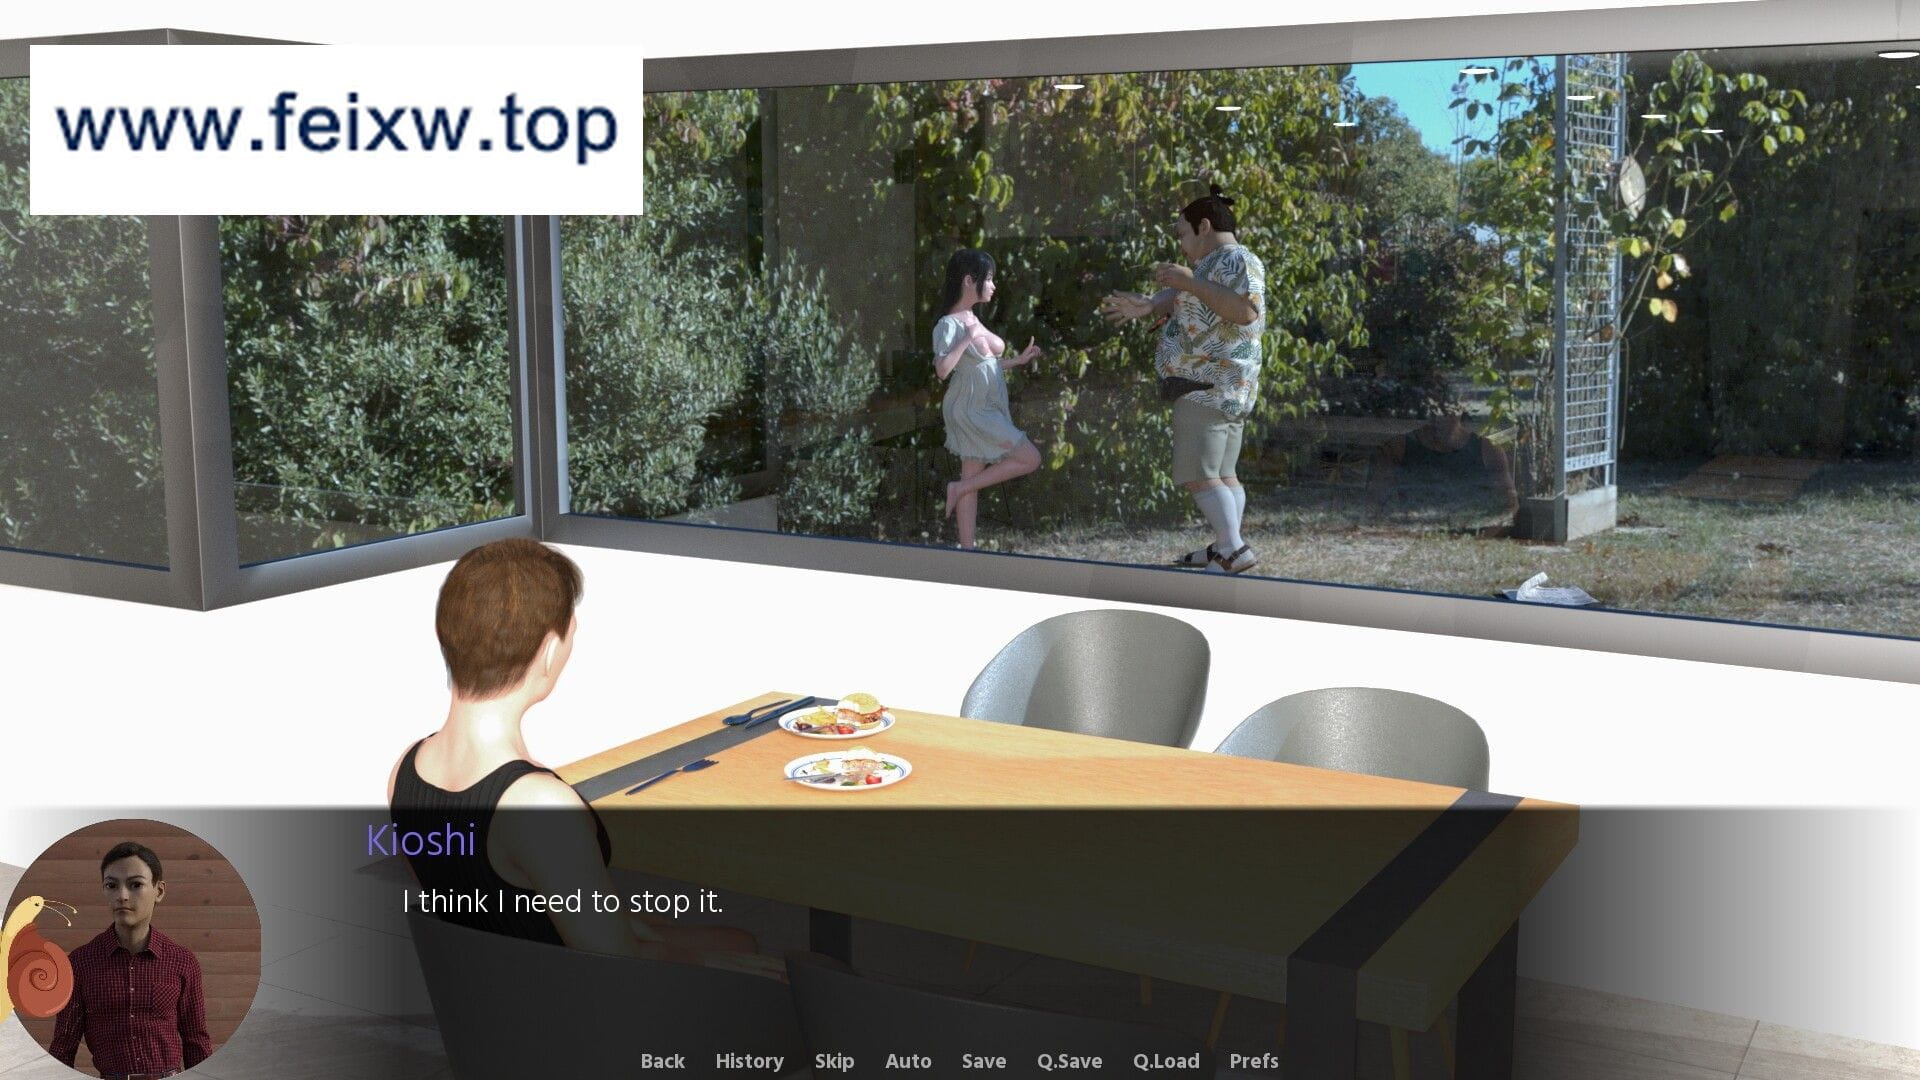 www.feixw.top
Kioshi
I think I need to stop it.
Back History Skip Auto Save Q.Save Q.Load Prefs